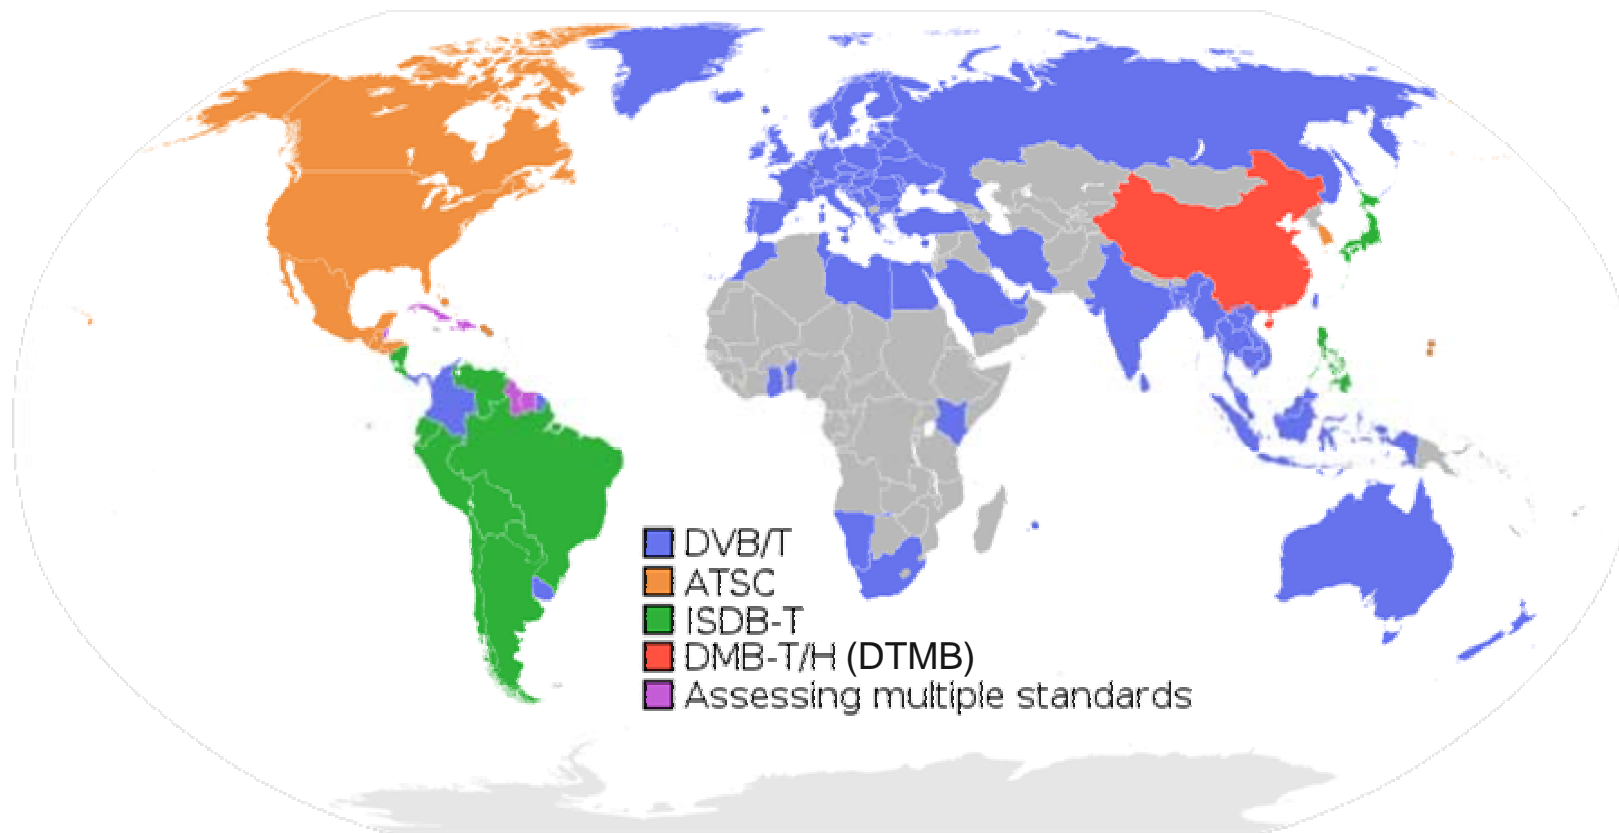 DVB/T
ATSC
ISDB-T
DMB-T/H (DTMB)
Assessing multiple standards